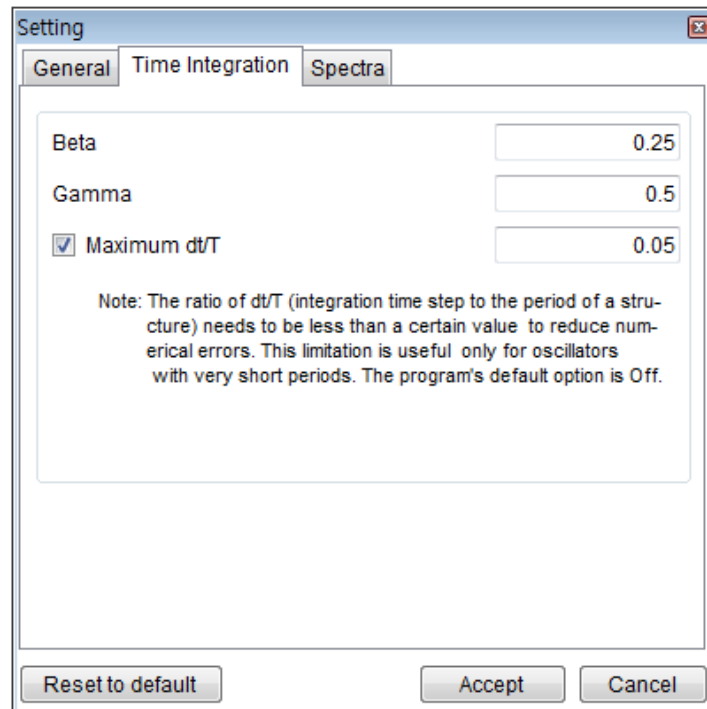 Setting
General Time Integration Spectra
Beta 0.25
Gamma 0.5
Maximum dt/T 0.05
Note: The ratio of dt/T (integration time step to the period of a stru-
cture) needs to be less than a certain value to reduce num-
erical errors. This limitation is useful only for oscillators
with very short periods. The program's default option is Off.
Reset to default Accept Cancel